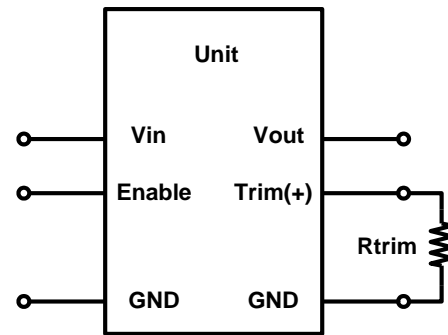 Unit
Vin Vout
Enable Trim(+)
Rtrim
GND GND